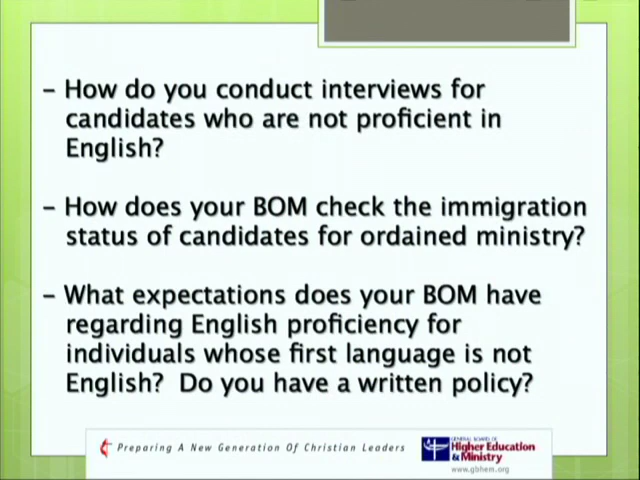 – How do you conduct interviews for
candidates who are not proficient in
English?
– How does your BOM check the immigration
status of candidates for ordained ministry?
– What expectations does your BOM have
regarding English proficiency for
individuals whose first language is not
English?  Do you have a written policy?
Preparing A New Generation Of Christian Leaders
GENERAL BOARD OF
Higher Education
& Ministry
www.gbhem.org